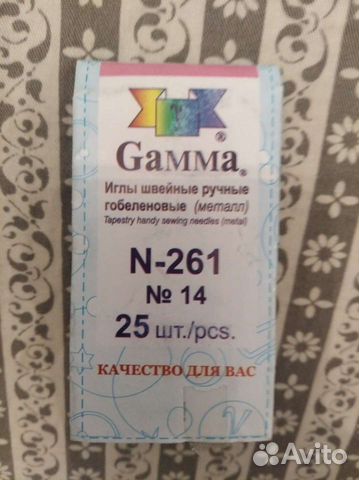 Gамма®
Иглы швейные ручные
гобеленовые (металл)
Tapestry handy sewing needles (metal)
N-261
№ 14
25 шт./pcs.
КАЧЕСТВО ДЛЯ ВАС
Avito